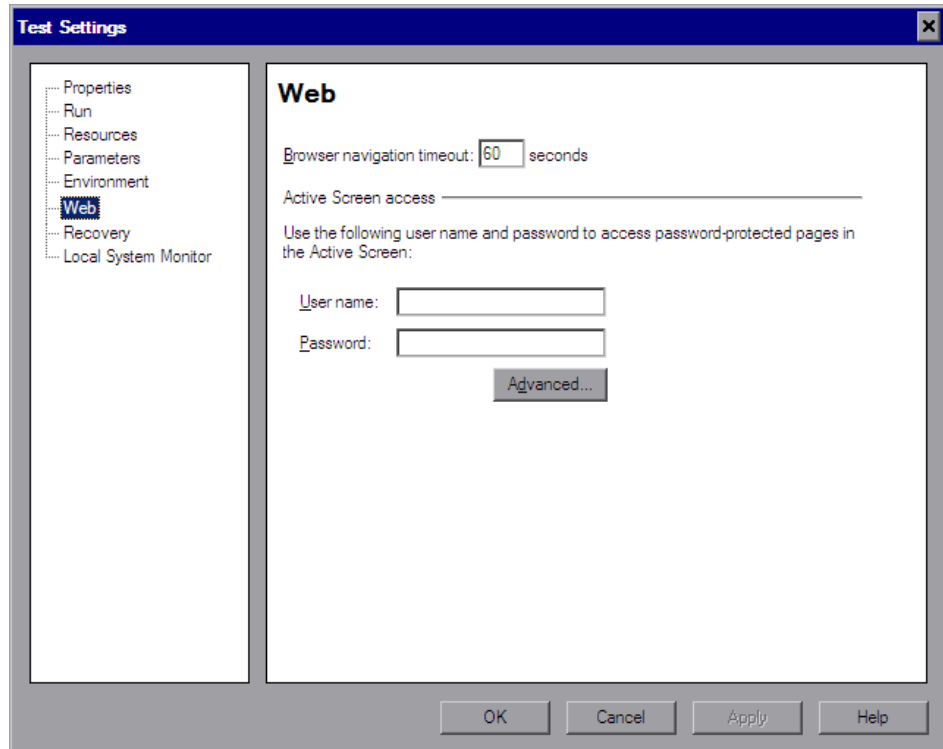 Test Settings
Properties
Run
Resources
Parameters
Environment
Web
Recovery
Local System Monitor
Web
Browser navigation timeout: 60 seconds
Active Screen access
Use the following user name and password to access password-protected pages in
the Active Screen:
User name:
Password:
Advanced...
OK Cancel Apply Help